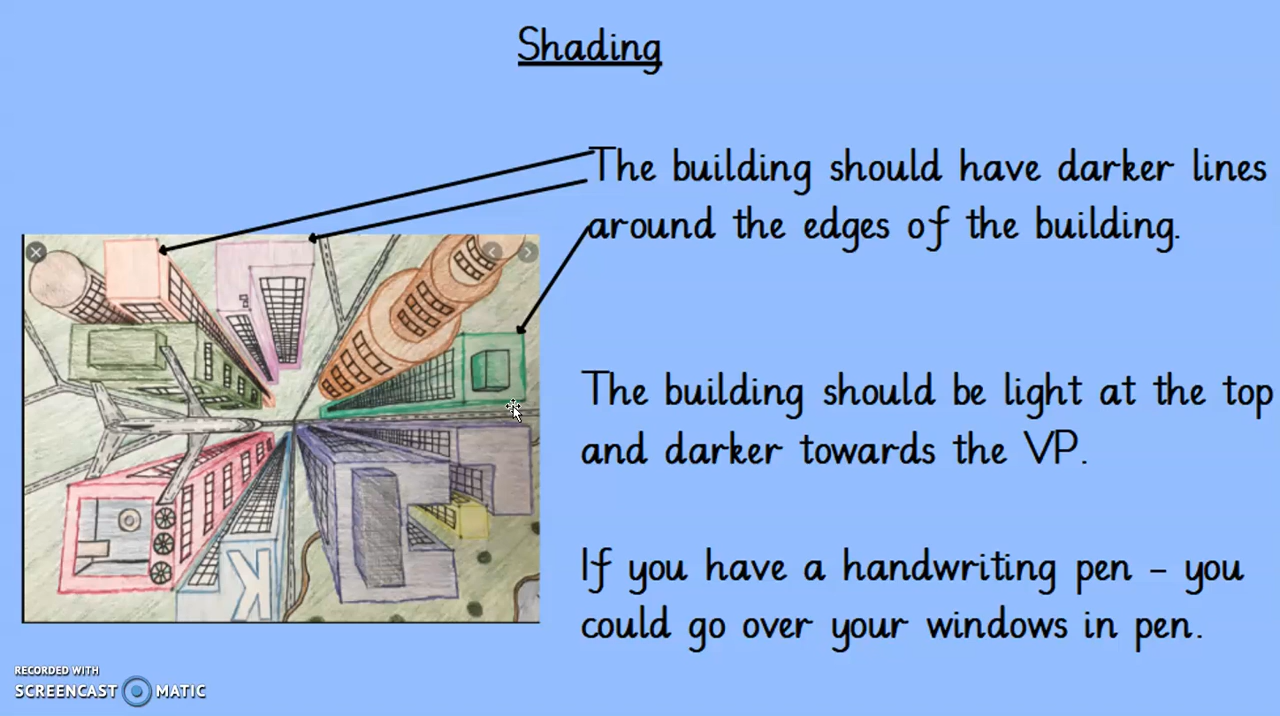 Shading
The building should have darker lines
around the edges of the building.
The building should be light at the top
and darker towards the VP.
If you have a handwriting pen – you
could go over your windows in pen.
K
RECORDED WITH
SCREENCAST MATIC